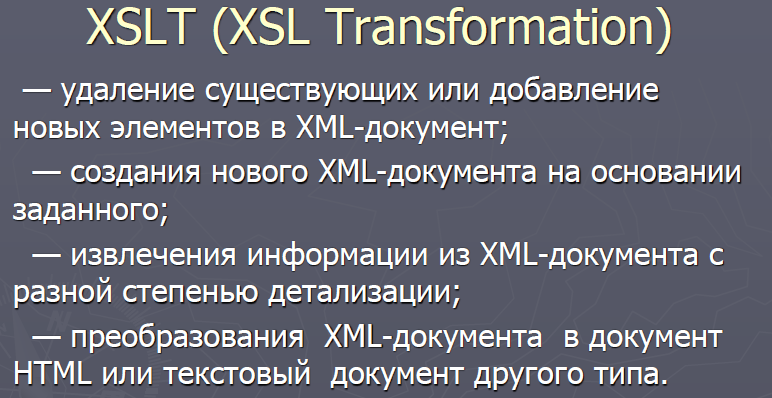 XSLT (XSL Transformation)
— удаление существующих или добавление
новых элементов в XML-документ;
— создания нового XML-документа на основании
заданного;
— извлечения информации из XML-документа с
разной степенью детализации;
— преобразования XML-документа в документ
HTML или текстовый документ другого типа.